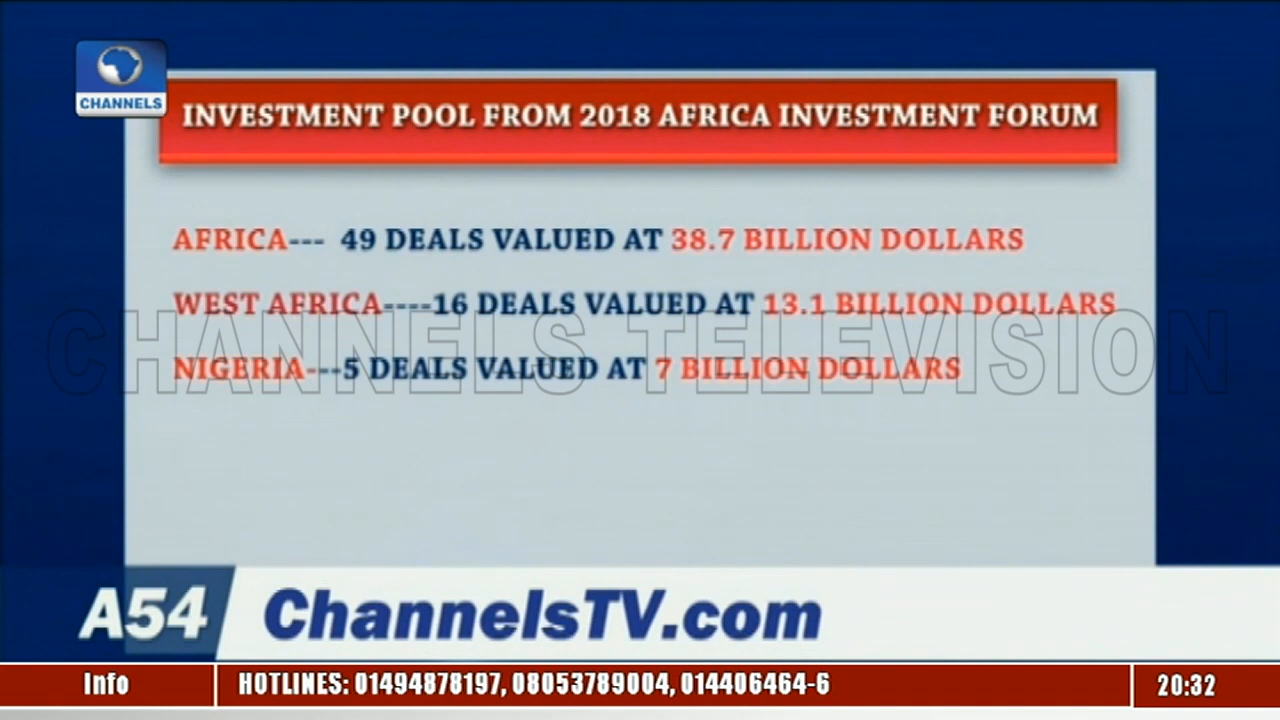 CHANNELS
INVESTMENT POOL FROM 2018 AFRICA INVESTMENT FORUM
AFRICA--- 49 DEALS VALUED AT 38.7 BILLION DOLLARS
WEST AFRICA----16 DEALS VALUED AT 13.1 BILLION DOLLARS
CHANNELS TELEVISION
NIGERIA---5 DEALS VALUED AT 7 BILLION DOLLARS
A54 ChannelsTV.com
Info HOTLINES: 01494878197, 08053789004, 014406464-6 20:32